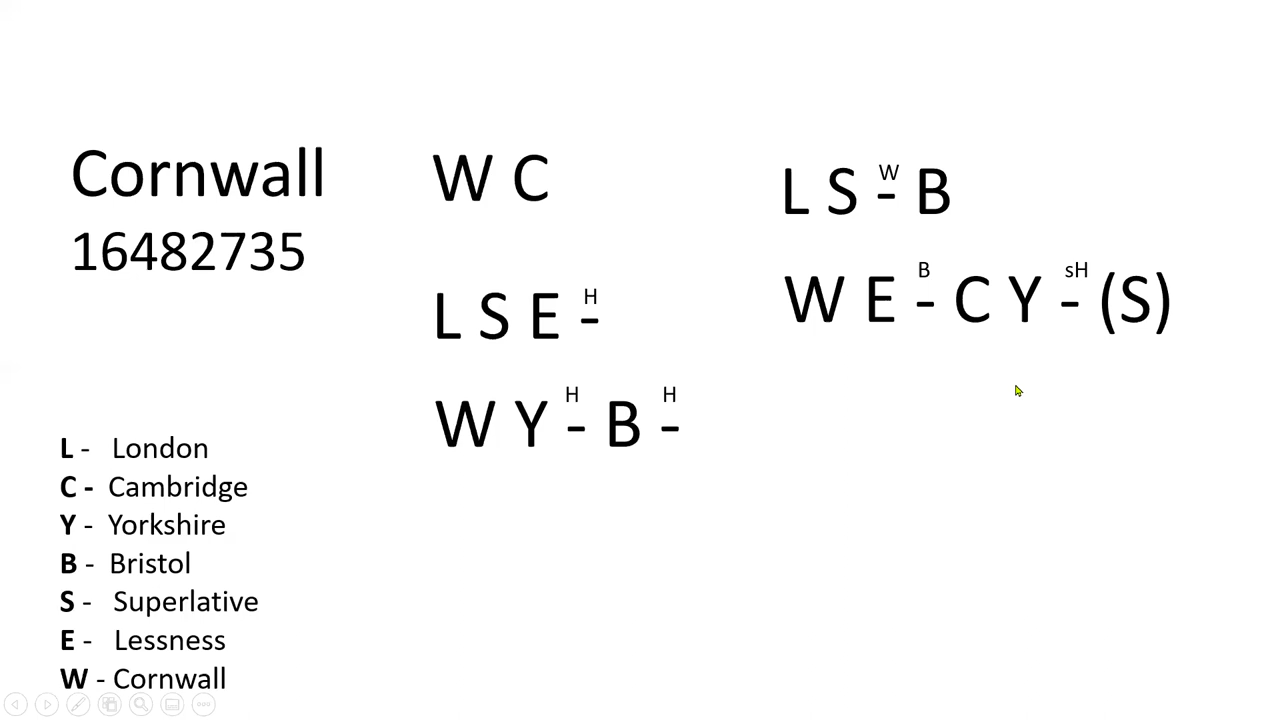 Cornwall
16482735
W C
L S E -
H
W Y - B -
H H
L S - B
W
W E - C Y - (S)
B sH
L - London
C - Cambridge
Y - Yorkshire
B - Bristol
S - Superlative
E - Lessness
W - Cornwall